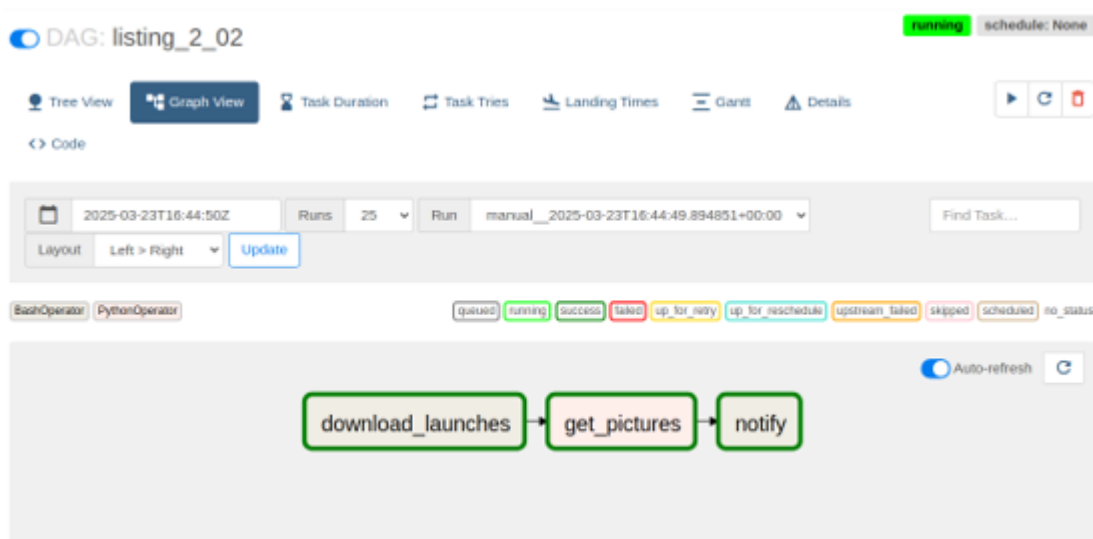 DAG: listing_2_02
running schedule: None
Tree View Graph View Task Duration Task Tries Landing Times Gantt Details
Code
2025-03-23T16:44:50Z Runs 25 Run manual__2025-03-23T16:44:49.894851+00:00 Find Task...
Layout Left > Right Update
BashOperator PythonOperator queued running success failed up_for_retry up_for_reschedule upstream_failed skipped scheduled no_status
Auto-refresh
download_launches get_pictures notify